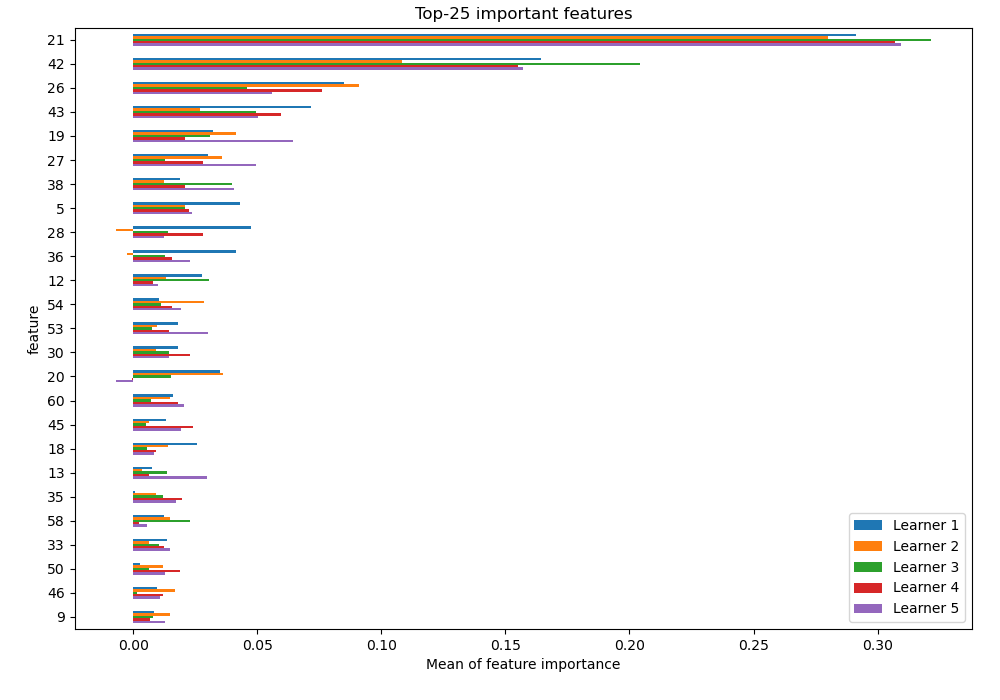 Top-25 important features
21
42
26
43
19
27
38
5
28
36
12
54
53
30
20
60
45
18
13
35
58
33
50
46
9
feature
0.00 0.05 0.10 0.15 0.20 0.25 0.30
Mean of feature importance
Learner 1
Learner 2
Learner 3
Learner 4
Learner 5